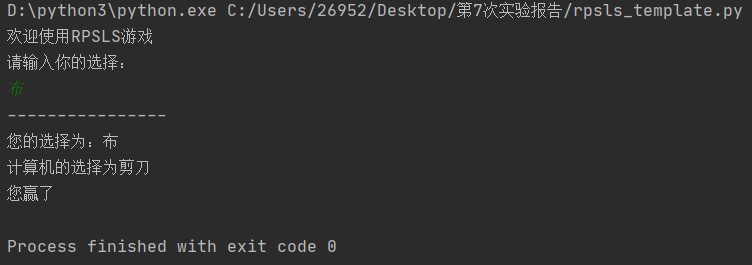 D:\python3\python.exe C:/Users/26952/Desktop/第7次实验报告/rpsls_template.py
欢迎使用RPSLS游戏
请输入你的选择：
布
----------------
您的选择为：布
计算机的选择为剪刀
您赢了
Process finished with exit code 0